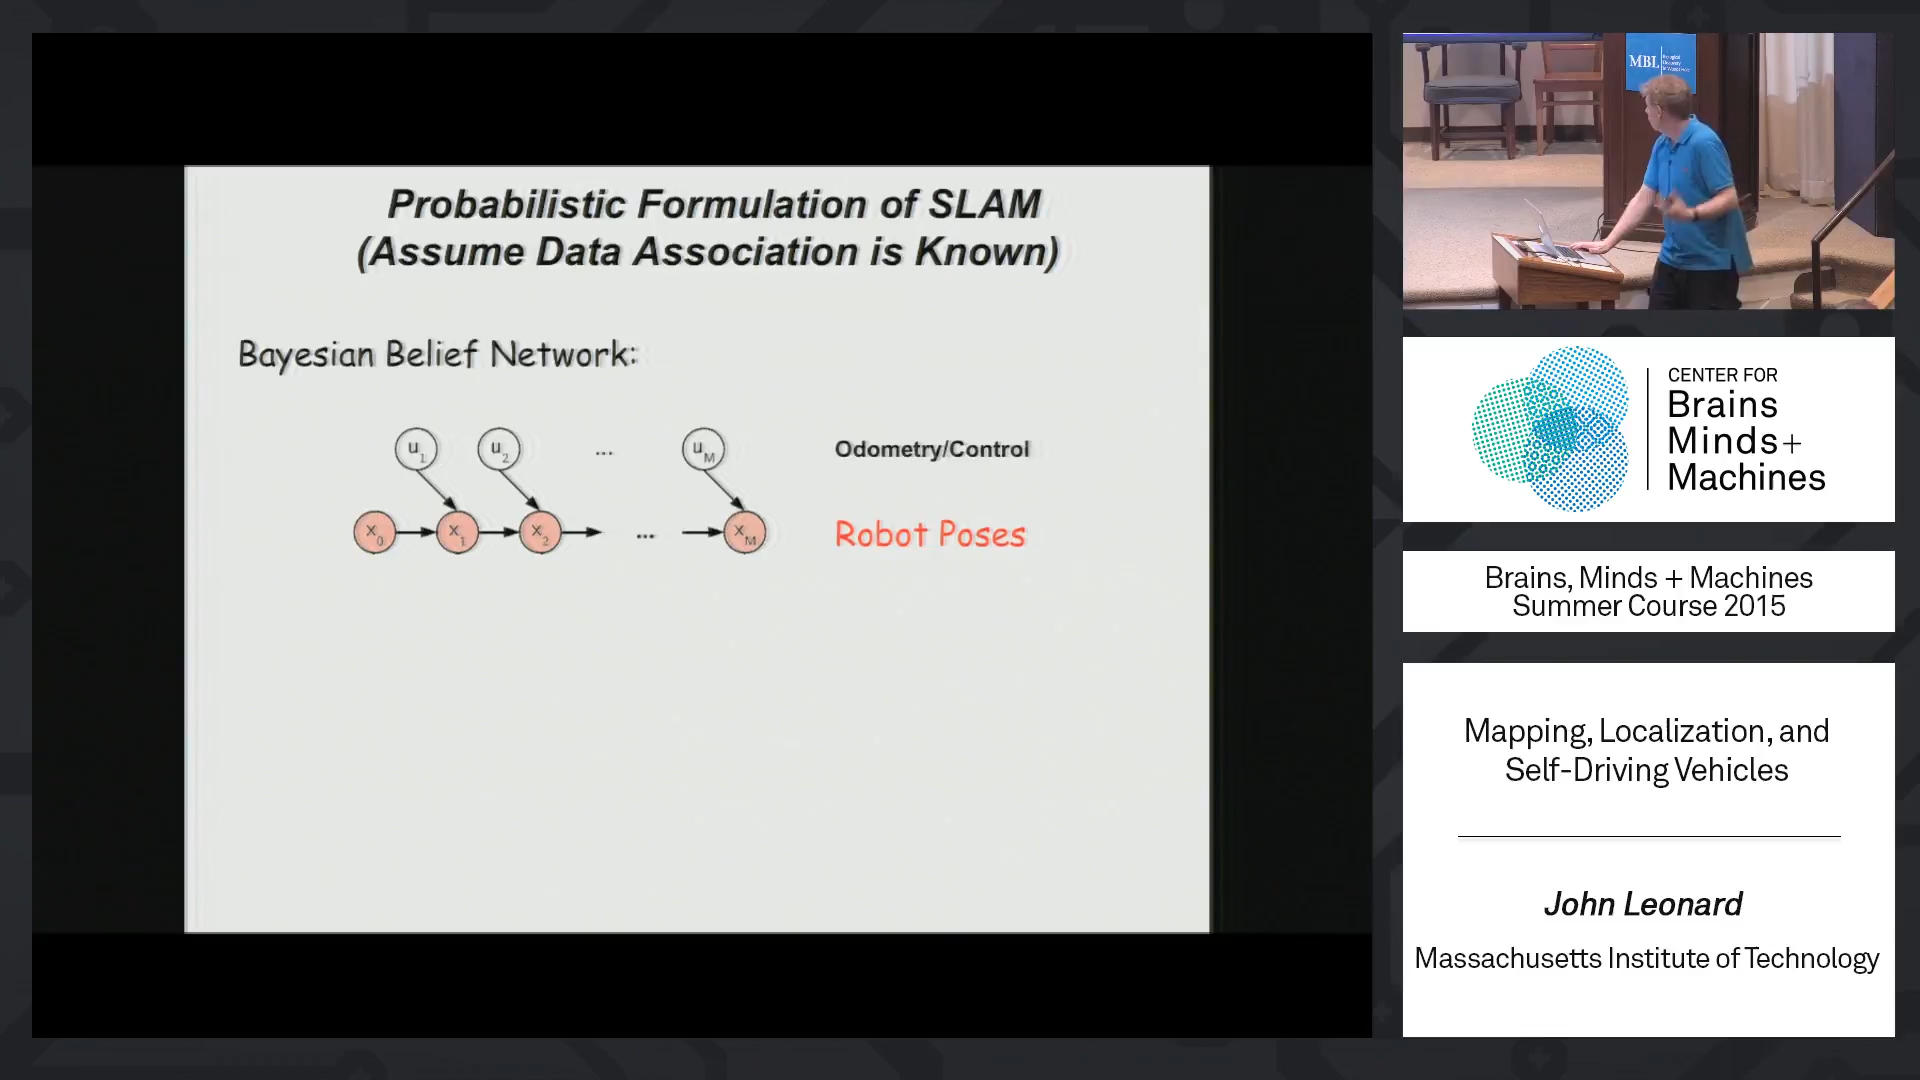 Probabilistic Formulation of SLAM
(Assume Data Association is Known)
Bayesian Belief Network:
u1 u2 ... uM Odometry/Control
x0 x1 x2 ... xM Robot Poses
MBL
CENTER FOR
Brains
Minds+
Machines
Brains, Minds + Machines
Summer Course 2015
Mapping, Localization, and
Self-Driving Vehicles
John Leonard
Massachusetts Institute of Technology